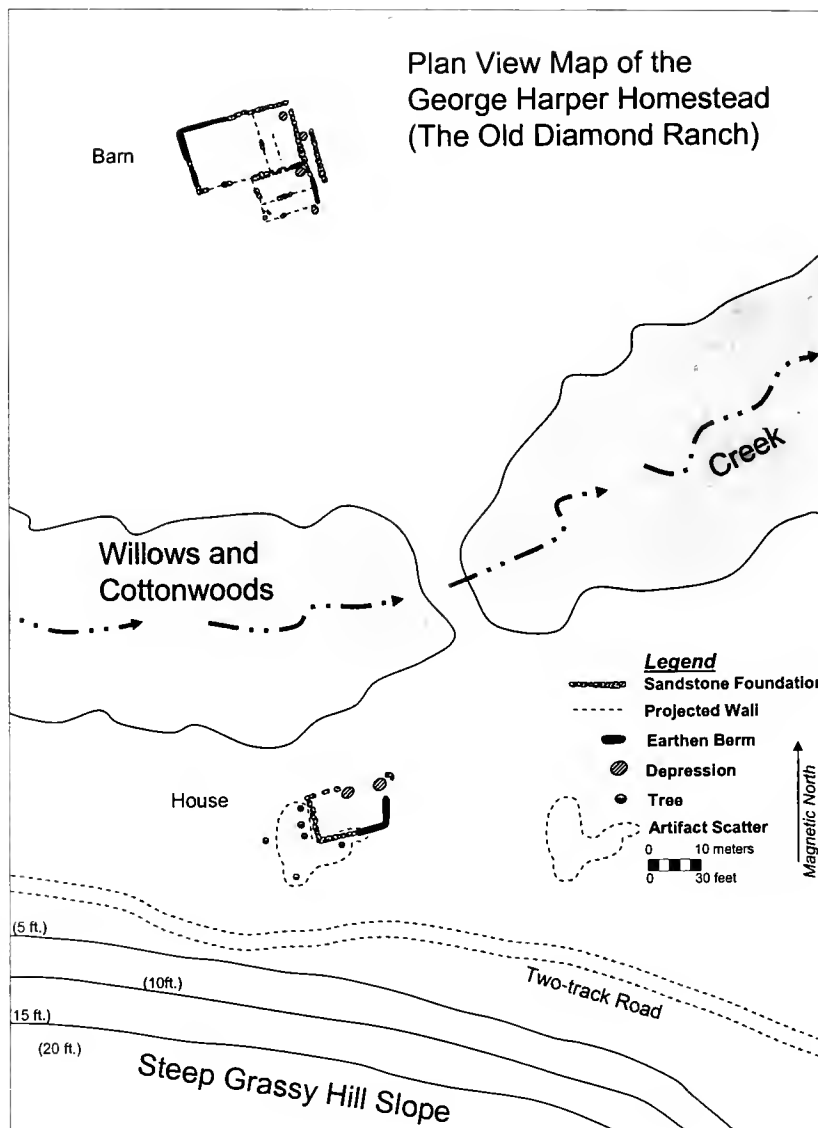 Plan View Map of the
George Harper Homestead
(The Old Diamond Ranch)
Barn
Creek
Willows and
Cottonwoods
Legend
Sandstone Foundation
Projected Wall
Earthen Berm
Depression
Tree
Artifact Scatter
0 10 meters
0 30 feet
Magnetic North
House
(5 ft.)
(10ft.)
15 ft.)
(20 ft.)
Two-track Road
Steep Grassy Hill Slope